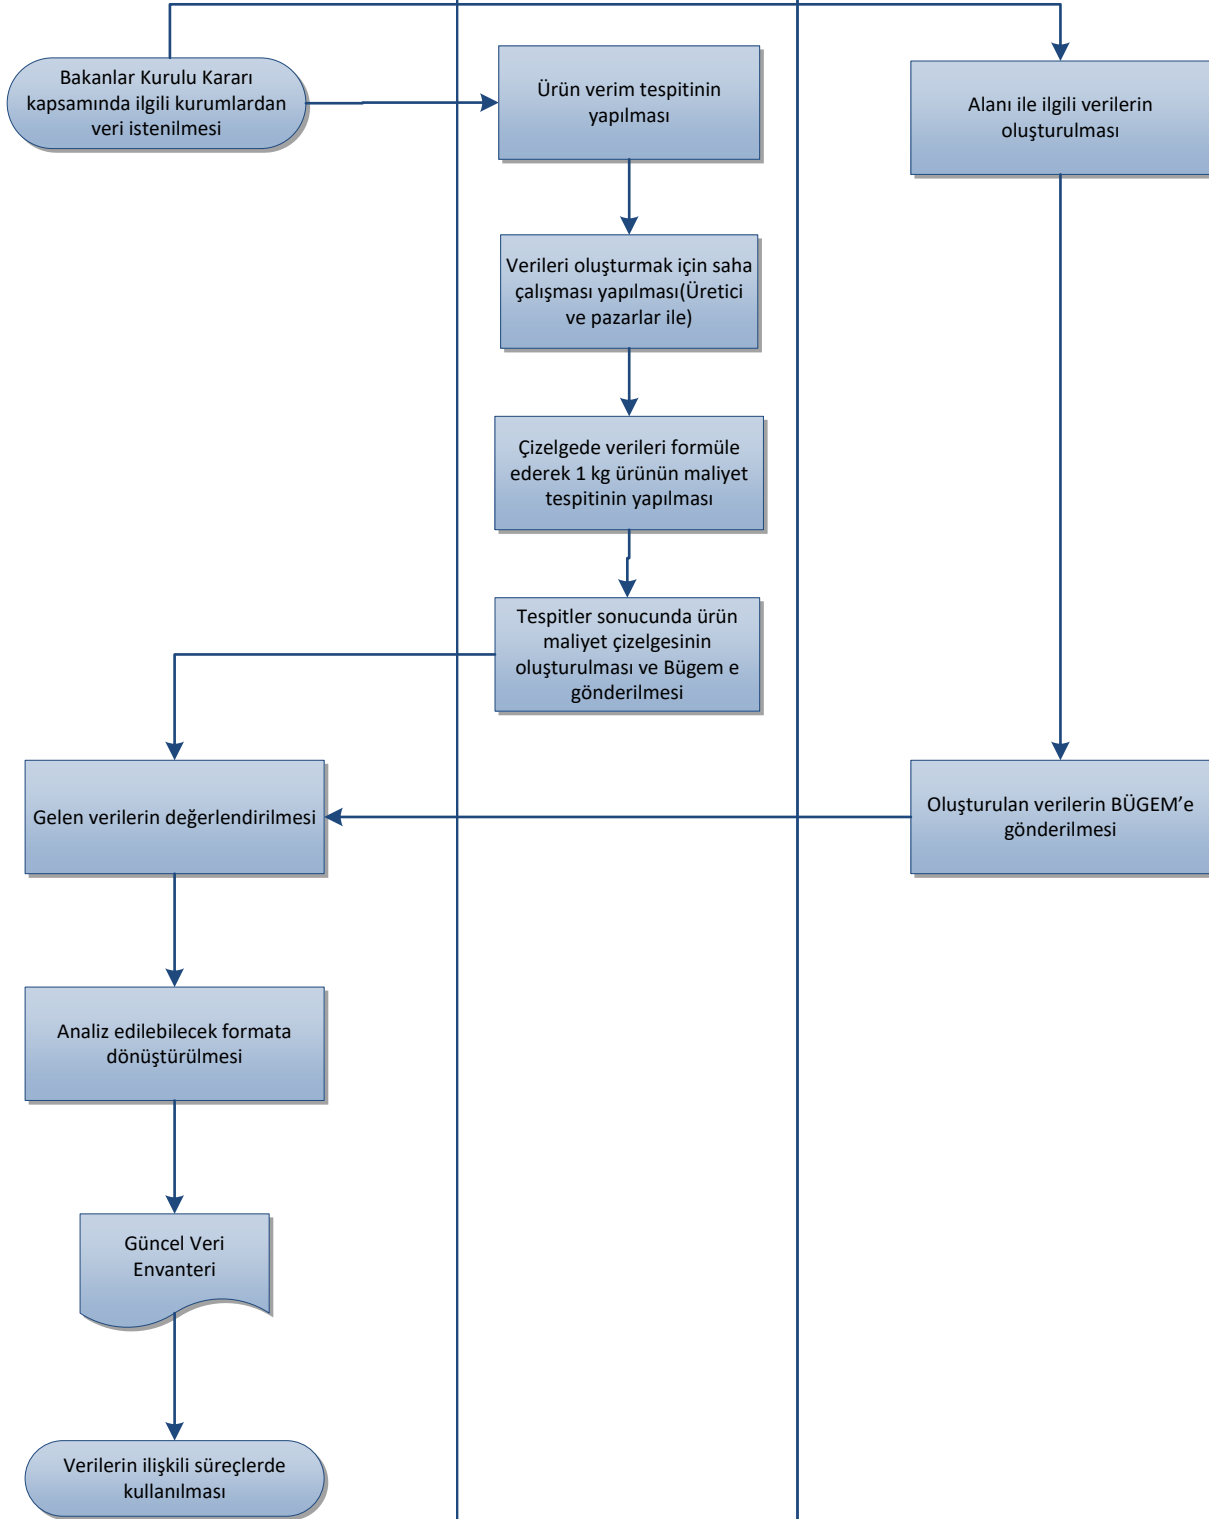 Bakanlar Kurulu Kararı
kapsamında ilgili kurumlardan
veri istenilmesi
Ürün verim tespitinin
yapılması
Alanı ile ilgili verilerin
oluşturulması
Verileri oluşturmak için saha
çalışması yapılması(Üretici
ve pazarlar ile)
Çizelgede verileri formüle
ederek 1 kg ürünün maliyet
tespitinin yapılması
Tespitler sonucunda ürün
maliyet çizelgesinin
oluşturulması ve Bügem e
gönderilmesi
Gelen verilerin değerlendirilmesi
Oluşturulan verilerin BÜGEM’e
gönderilmesi
Analiz edilebilecek formata
dönüştürülmesi
Güncel Veri
Envanteri
Verilerin ilişkili süreçlerde
kullanılması